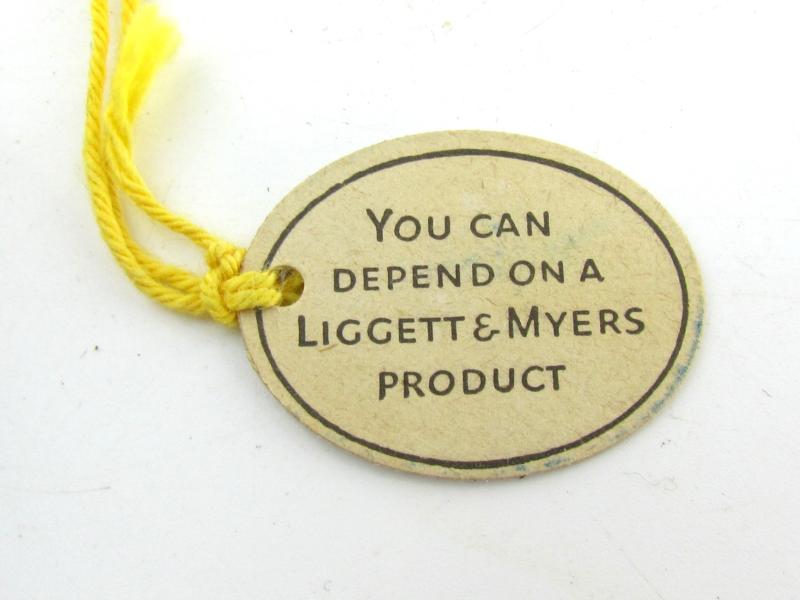 You can
depend on a
Liggett & Myers
product